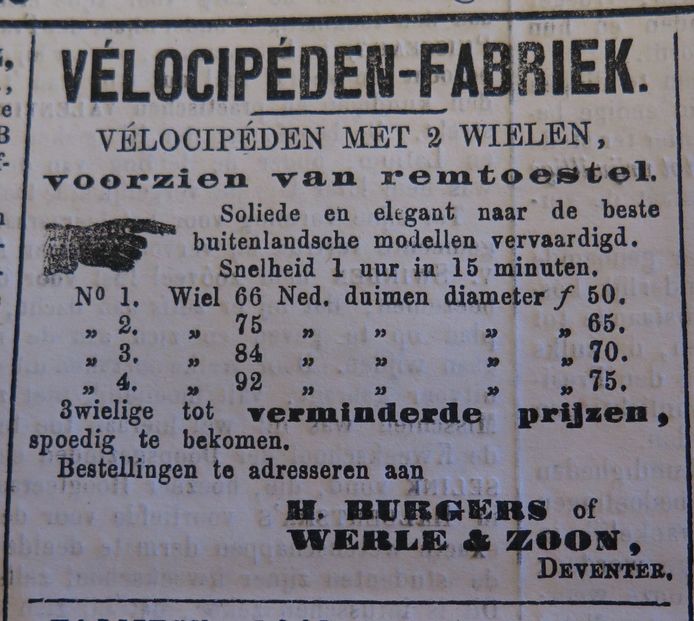 VÉLOCIPÉDEN-FABRIEK.
VÉLOCIPÉDEN MET 2 WIELEN,
voorzien van remtoestel.
Soliede en elegant naar de beste
buitenlandsche modellen vervaardigd.
Snelheid 1 uur in 15 minuten.
No 1. Wiel 66 Ned. duimen diameter f 50.
„ 2. „ 75 „ „ „ „ 65.
„ 3. „ 84 „ „ „ „ 70.
„ 4. „ 92 „ „ „ „ 75.
3wielige tot verminderde prijzen,
spoedig te bekomen.
Bestellingen te adresseren aan
H. BURGERS of
WERLE & ZOON,
DEVENTER.